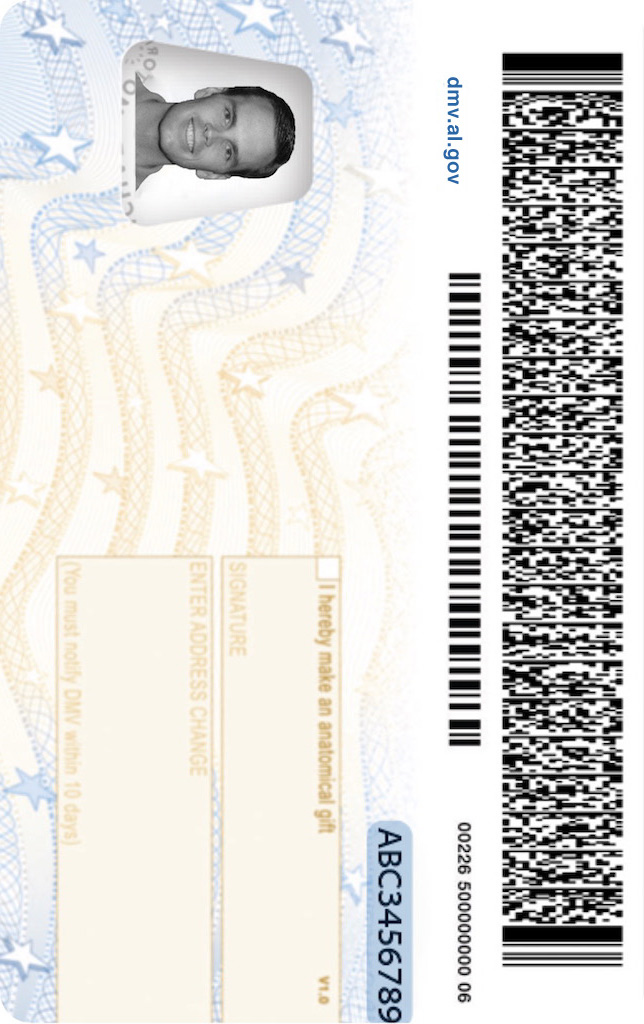 dmv.al.gov
00226 500000000 06
ABC3456789
I hereby make an anatomical gift
V1.0
SIGNATURE
ENTER ADDRESS CHANGE
(You must notify DMV within 10 days)